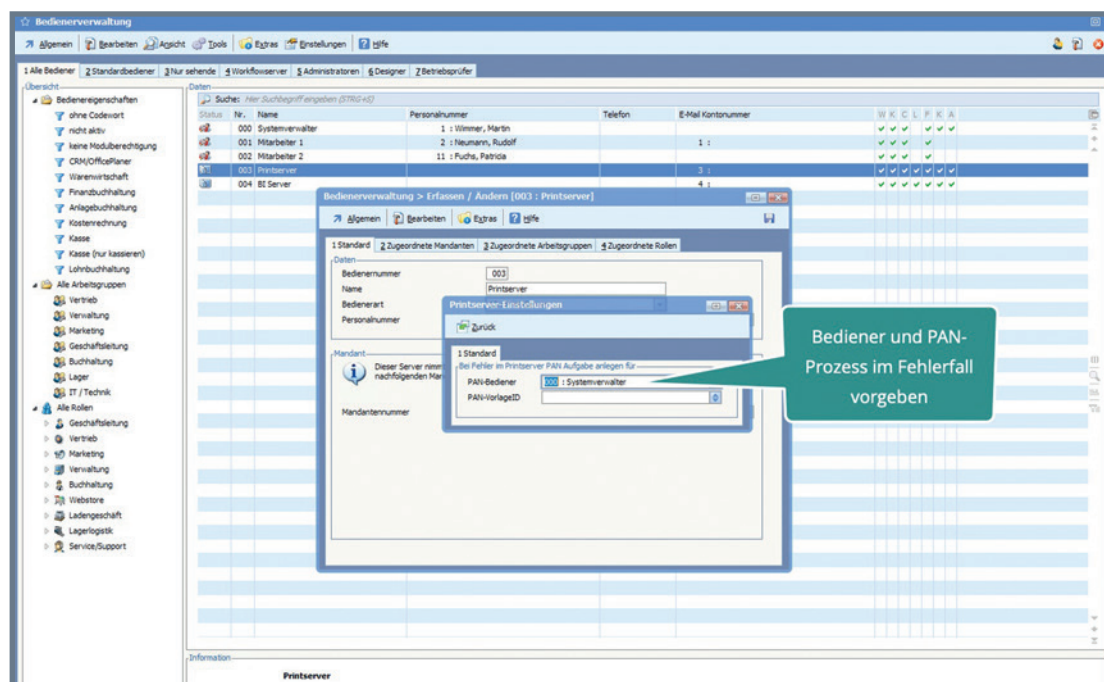 Bedienerverwaltung
Allgemein Bearbeiten Ansicht Tools Extras Einstellungen Hilfe
1 Alle Bediener 2 Standardbediener 3 Nur sehende 4 Workflowserver 5 Administratoren 6 Designer 7 Betriebsprüfer
Übersicht
Bedienereigenschaften
ohne Codewort
nicht aktiv
keine Modulberechtigung
CRM/OfficePlaner
Warenwirtschaft
Finanzbuchhaltung
Anlagebuchhaltung
Kostenrechnung
Kasse
Kasse (nur kassieren)
Lohnbuchhaltung
Alle Arbeitsgruppen
Vertrieb
Verwaltung
Marketing
Geschäftsleitung
Buchhaltung
Lager
IT / Technik
Alle Rollen
Geschäftsleitung
Vertrieb
Marketing
Verwaltung
Buchhaltung
Webstore
Ladengeschäft
Lagerlogistik
Service/Support
Daten
Suche: Hier Suchbegriff eingeben (STRG+S)
Status Nr. Name Personalnummer Telefon E-Mail Kontonummer W K C L F K A
000 Systemverwalter 1 : Wimmer, Martin
001 Mitarbeiter 1 2 : Neumann, Rudolf 1 :
002 Mitarbeiter 2 11 : Fuchs, Patricia
003 Printserver 3 :
004 BI Server 4 :
Bedienerverwaltung > Erfassen / Ändern [003 : Printserver]
Allgemein Bearbeiten Extras Hilfe
1 Standard 2 Zugeordnete Mandanten 3 Zugeordnete Arbeitsgruppen 4 Zugeordnete Rollen
Daten
Bedienernummer 003
Name Printserver
Bedienerart
Personalnummer
Mandant
Dieser Server nimm
nachfolgenden Man
Mandantennummer
Printserver-Einstellungen
Zurück
1 Standard
Bei Fehler im Printserver PAN Aufgabe anlegen für
PAN-Bediener 000 : Systemverwalter
PAN-VorlageID
Bediener und PAN-
Prozess im Fehlerfall
vorgeben
Information
Printserver